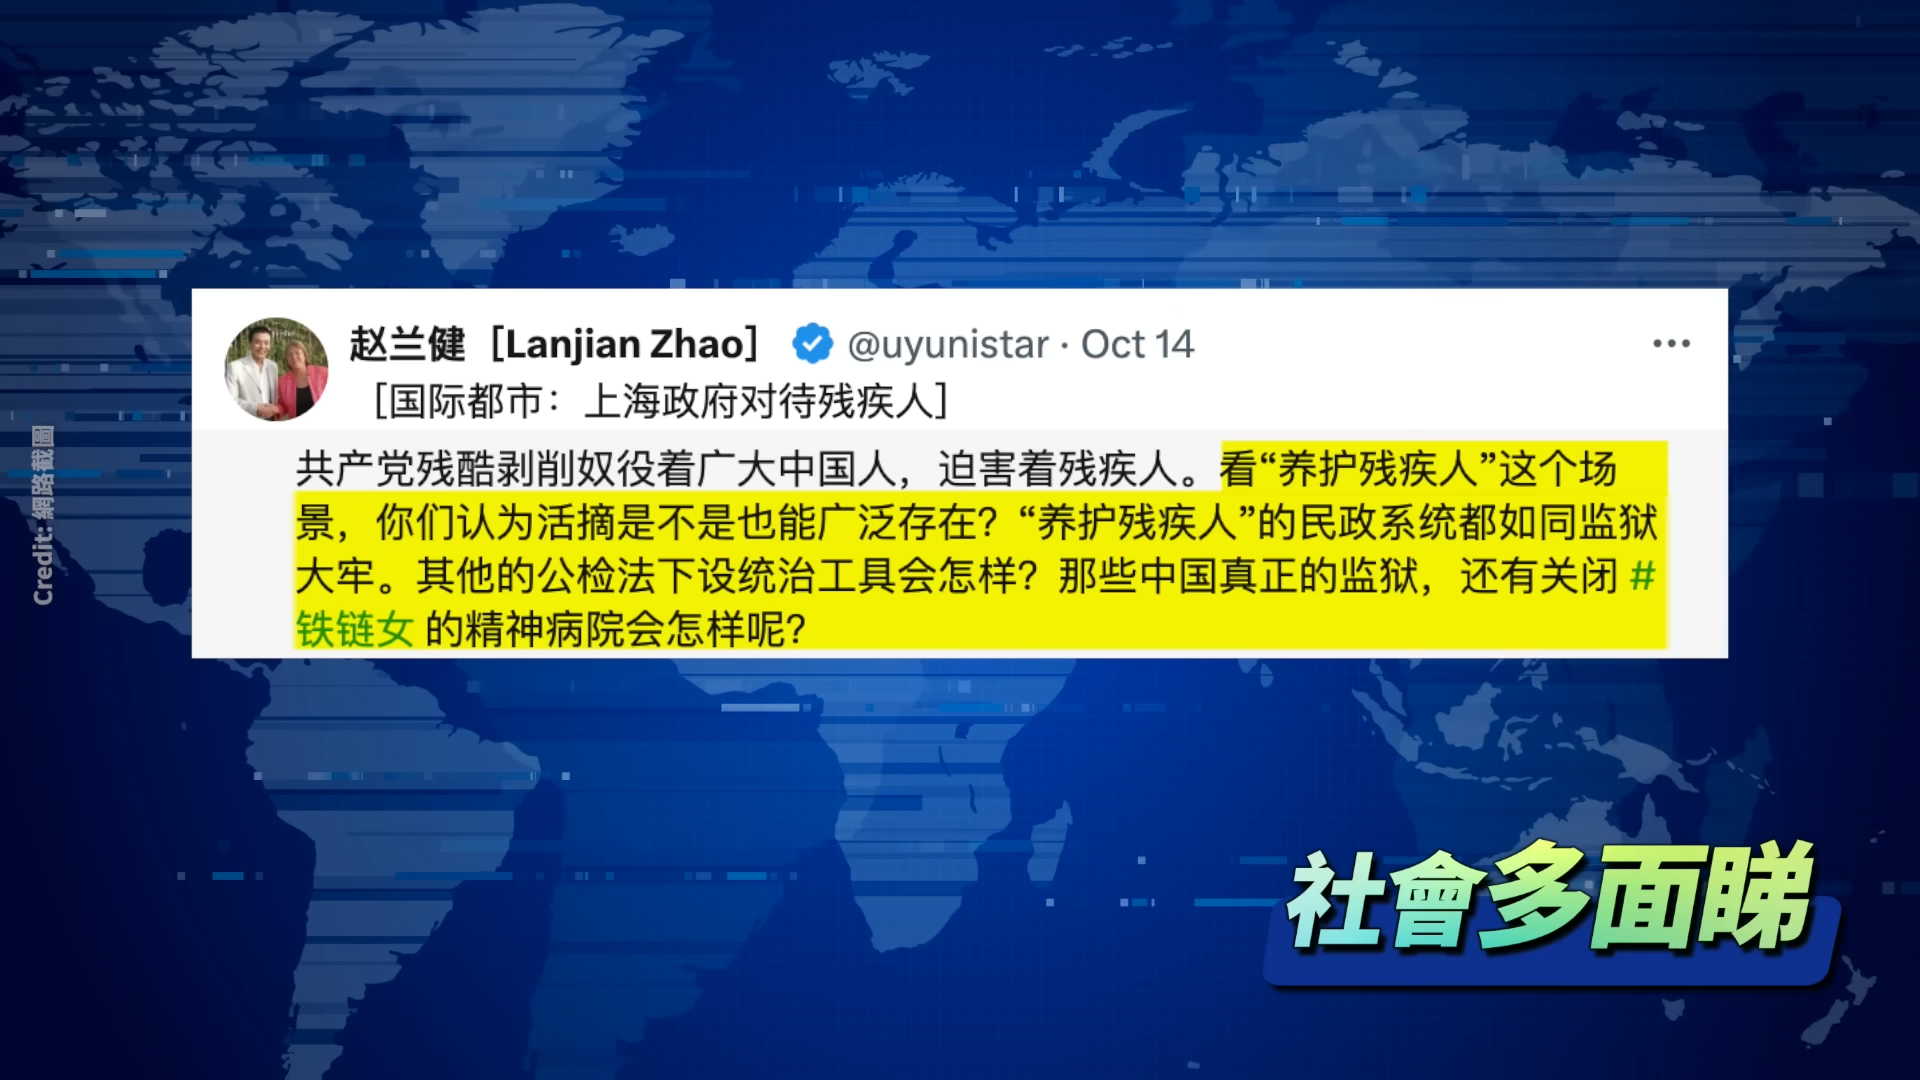 赵兰健［Lanjian Zhao］ @uyunistar · Oct 14
［国际都市：上海政府对待残疾人］
共产党残酷剥削奴役着广大中国人，迫害着残疾人。看“养护残疾人”这个场
景，你们认为活摘是不是也能广泛存在？“养护残疾人”的民政系统都如同监狱
大牢。其他的公检法下设统治工具会怎样？那些中国真正的监狱，还有关闭 #
铁链女 的精神病院会怎样呢？
Credit: 網路截圖
社會多面睇